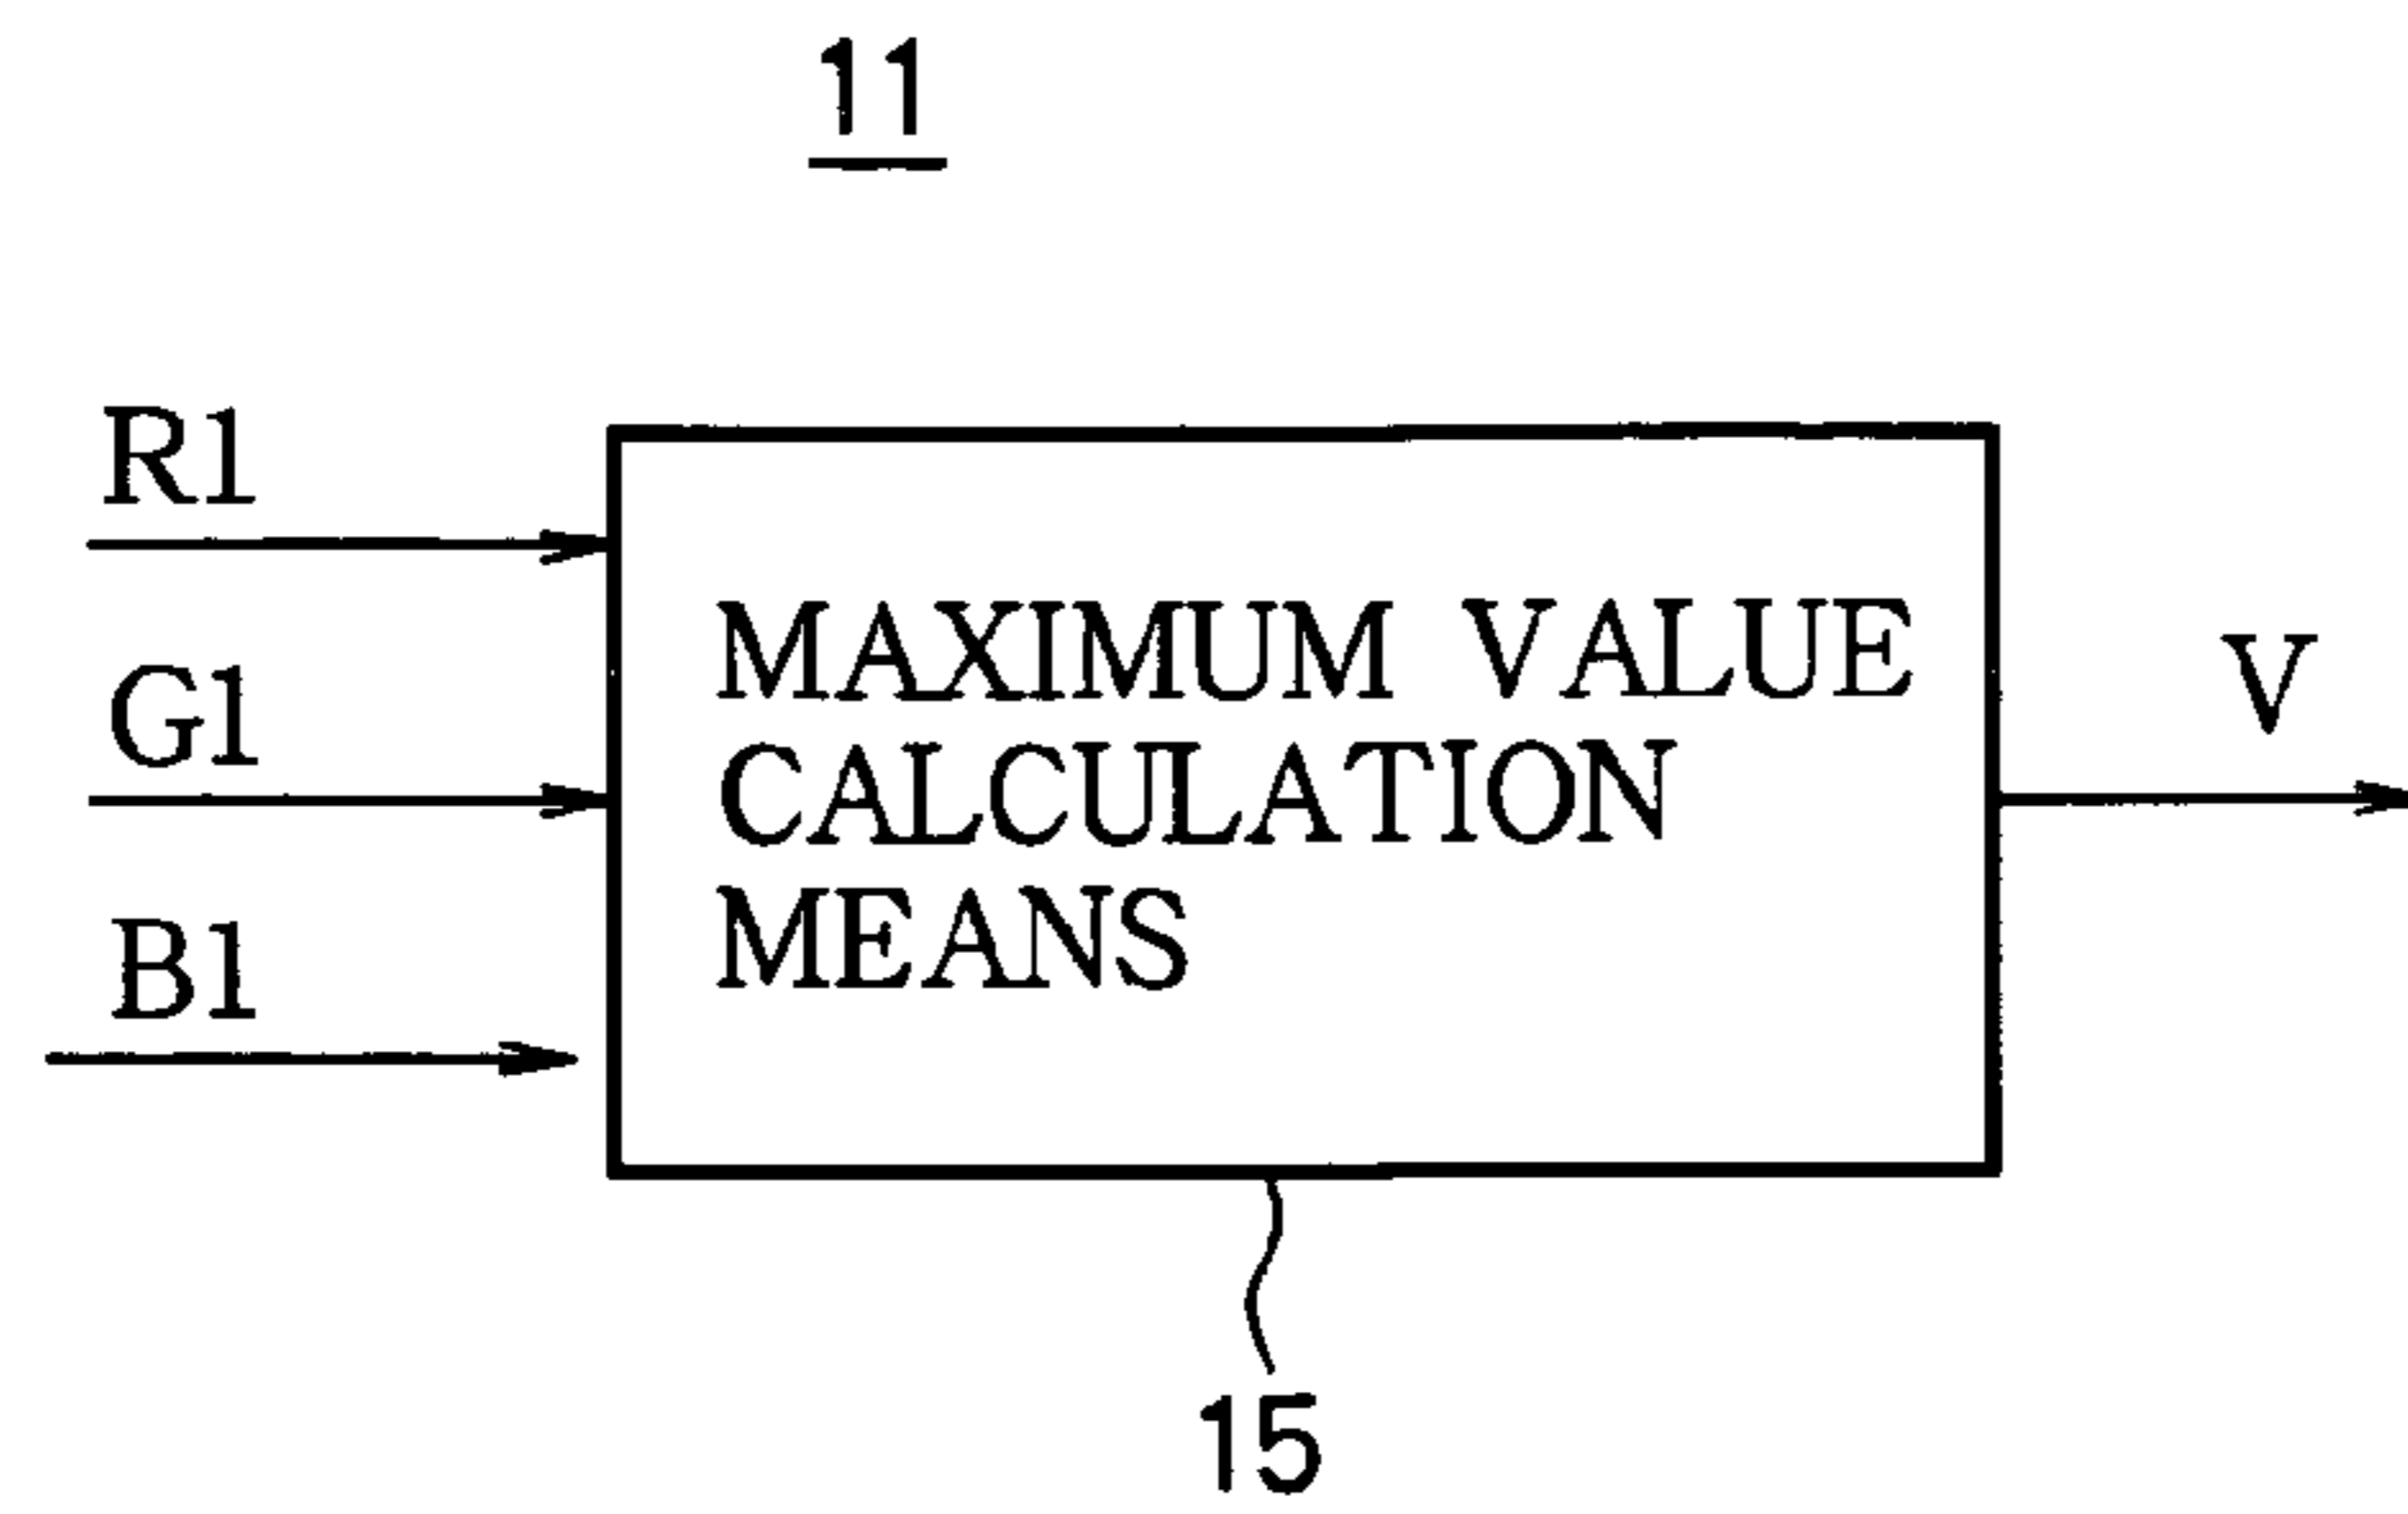 11
R1
G1
B1
MAXIMUM VALUE
CALCULATION
MEANS
V
15